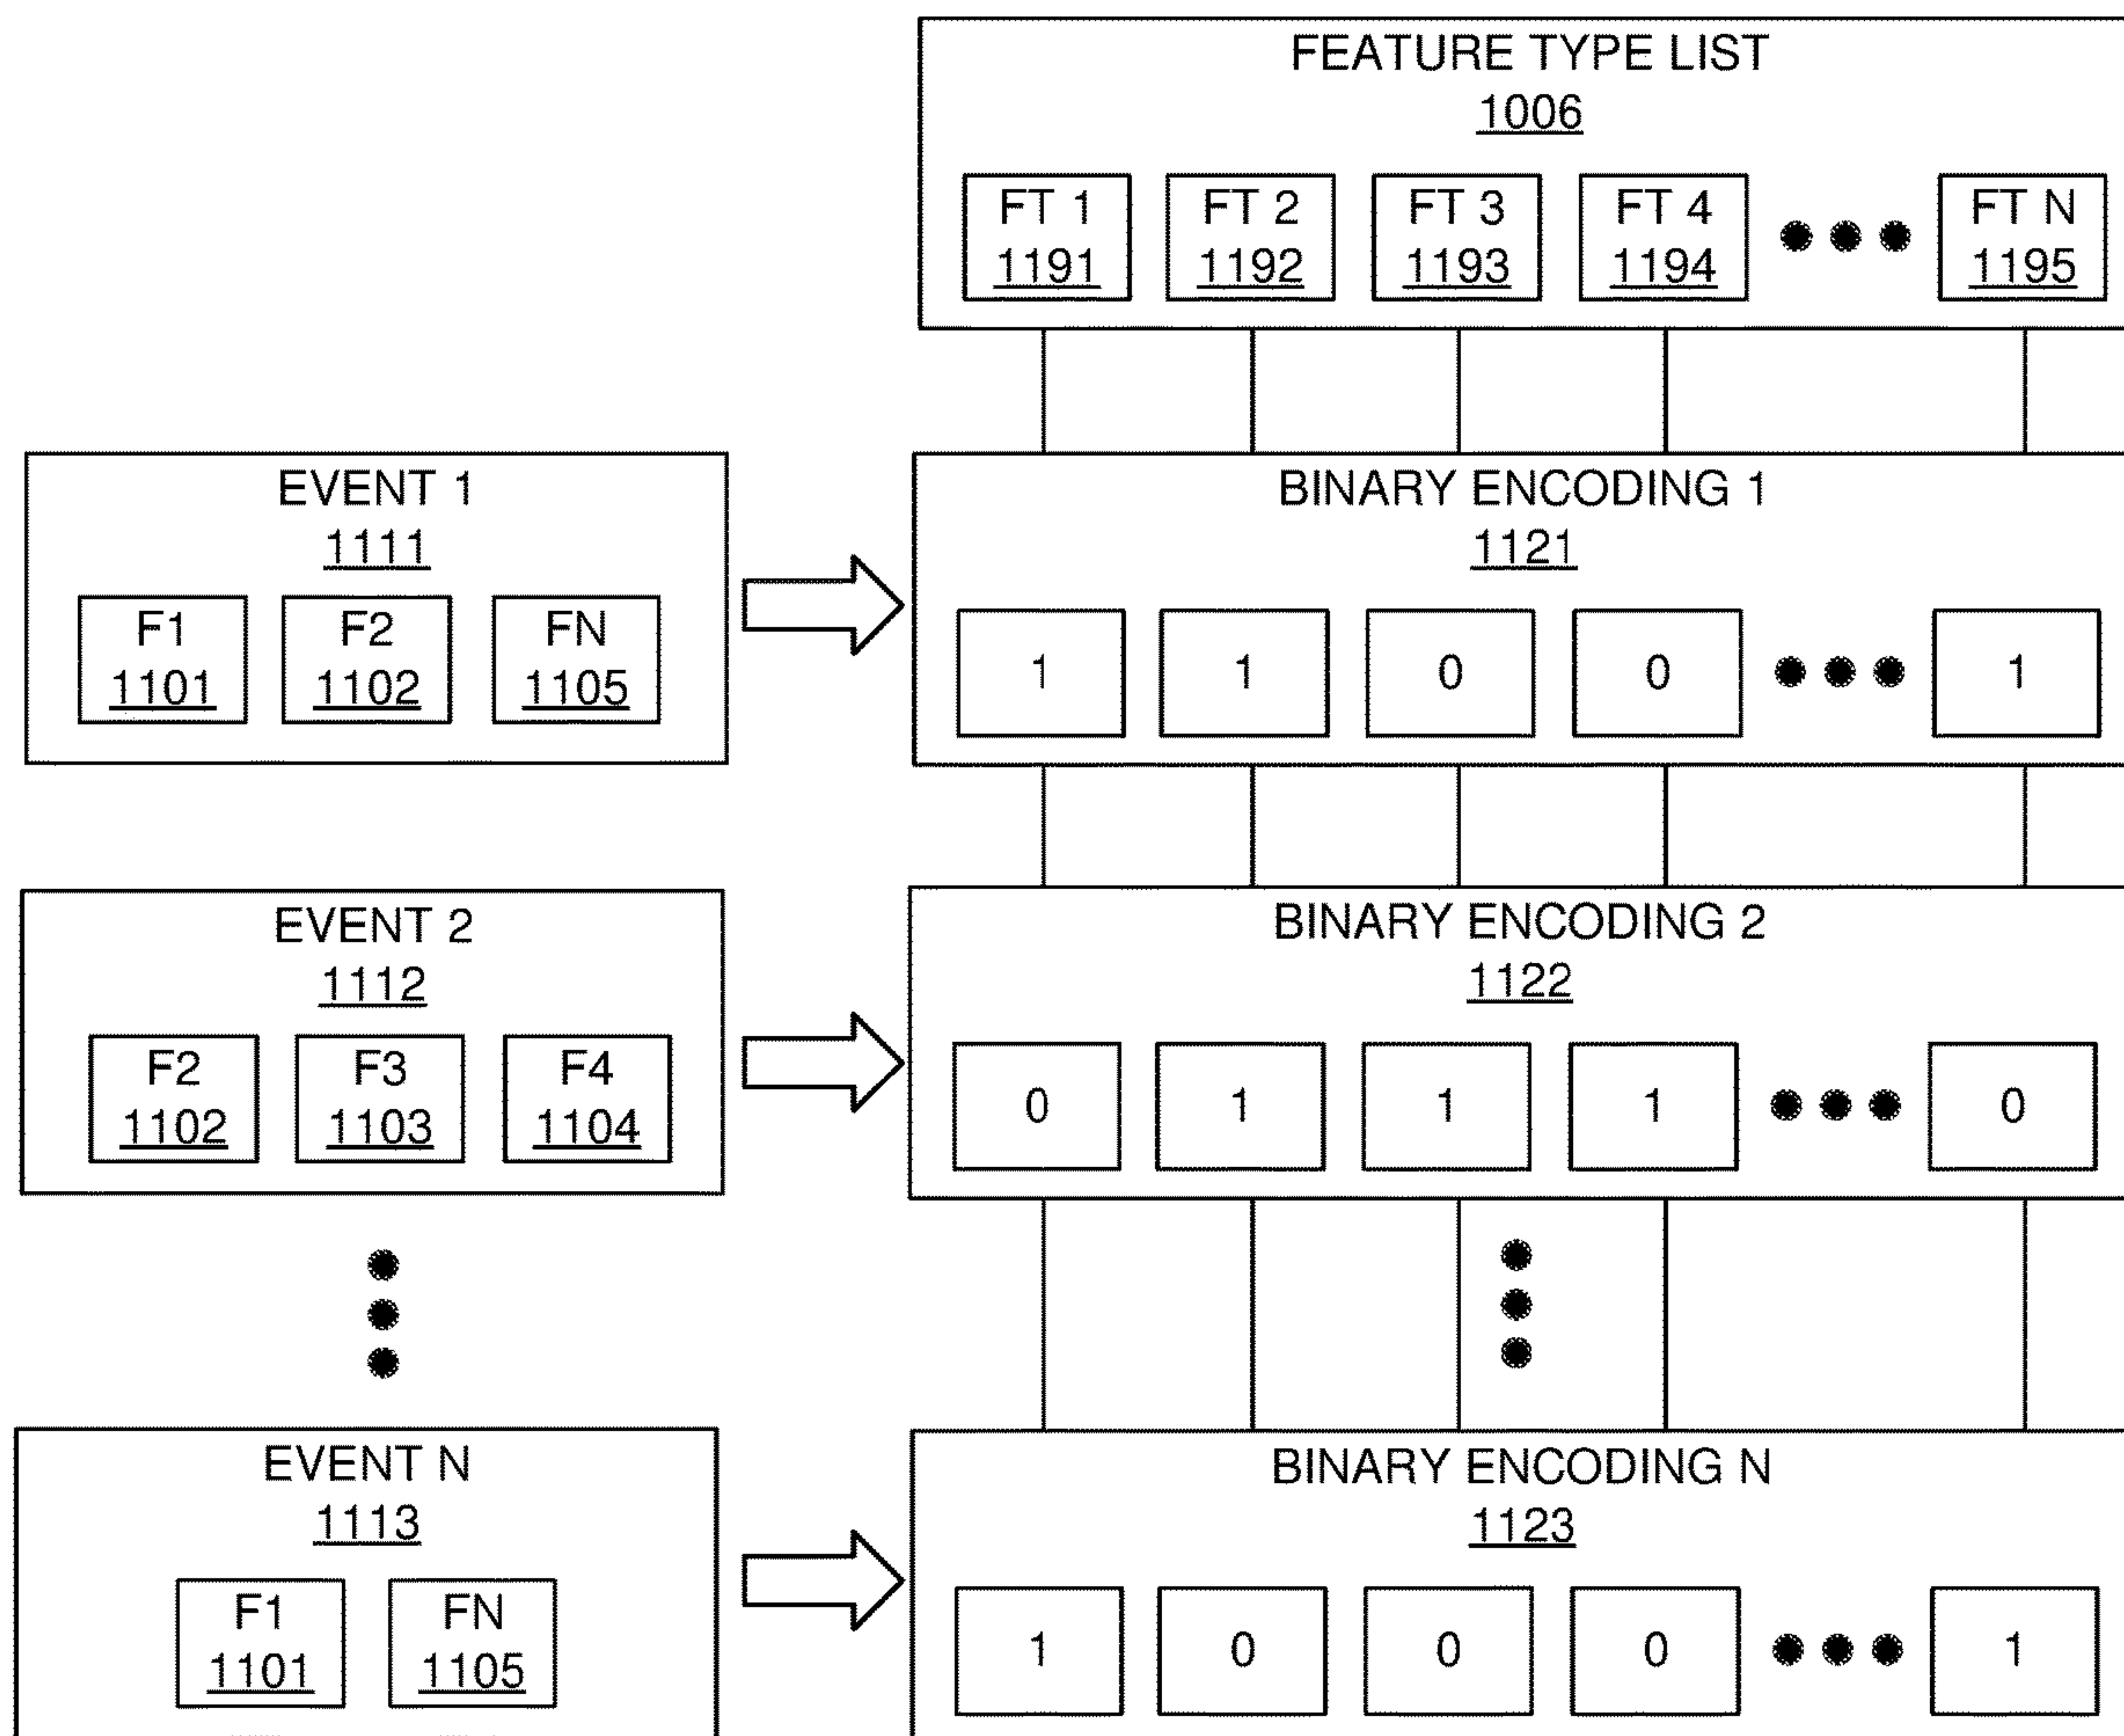 FEATURE TYPE LIST
1006
FT 1 FT 2 FT 3 FT 4 FT N
1191 1192 1193 1194 1195
EVENT 1
1111
F1 F2 FN
1101 1102 1105
BINARY ENCODING 1
1121
1 1 0 0 1
EVENT 2
1112
F2 F3 F4
1102 1103 1104
BINARY ENCODING 2
1122
0 1 1 1 0
EVENT N
1113
F1 FN
1101 1105
BINARY ENCODING N
1123
1 0 0 0 1